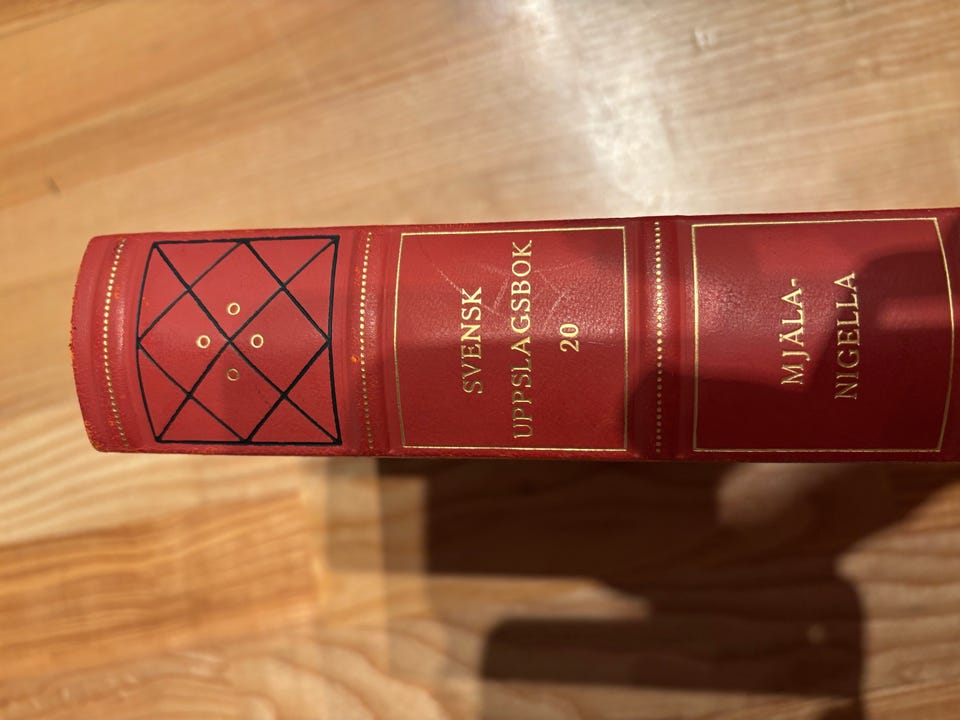 SVENSK
UPPSLAGSBOK
20
MJÄLA-
NIGELLA